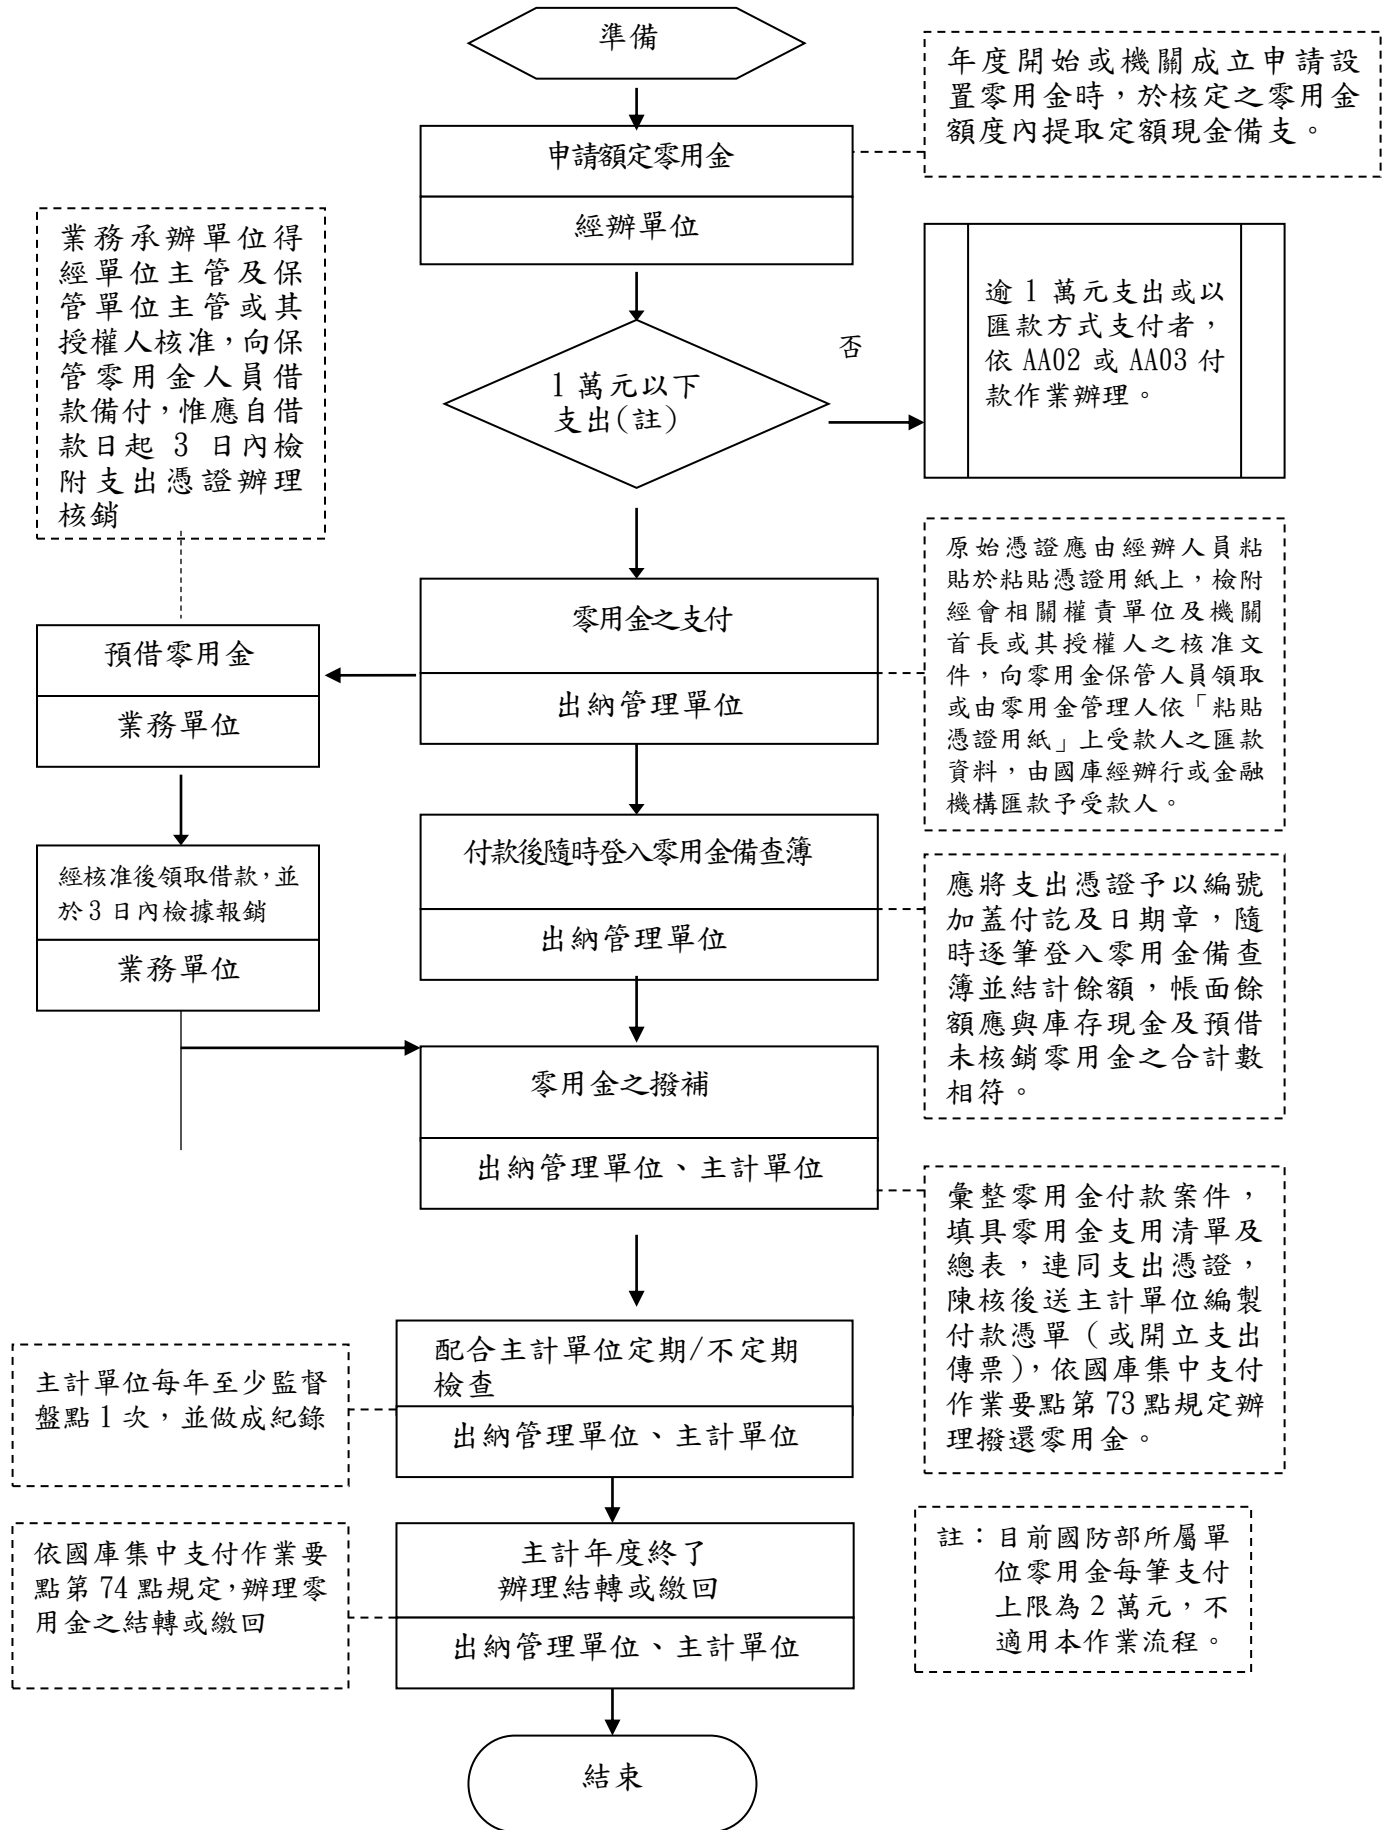 準備
年度開始或機關成立申請設
置零用金時，於核定之零用金
額度內提取定額現金備支。
申請額定零用金
經辦單位
業務承辦單位得
經單位主管及保
管單位主管或其
授權人核准，向保
管零用金人員借
款備付，惟應自借
款日起 3 日內檢
附支出憑證辦理
核銷
逾 1 萬元支出或以
匯款方式支付者，
依 AA02 或 AA03 付
款作業辦理。
否
1 萬元以下
支出(註)
原始憑證應由經辦人員粘
貼於粘貼憑證用紙上，檢附
經會相關權責單位及機關
首長或其授權人之核准文
件，向零用金保管人員領取
或由零用金管理人依「粘貼
憑證用紙」上受款人之匯款
資料，由國庫經辦行或金融
機構匯款予受款人。
零用金之支付
出納管理單位
預借零用金
業務單位
付款後隨時登入零用金備查簿
出納管理單位
經核准後領取借款，並
於 3 日內檢據報銷
業務單位
應將支出憑證予以編號
加蓋付訖及日期章，隨
時逐筆登入零用金備查
簿並結計餘額，帳面餘
額應與庫存現金及預借
未核銷零用金之合計數
相符。
零用金之撥補
出納管理單位、主計單位
彙整零用金付款案件，
填具零用金支用清單及
總表，連同支出憑證，
陳核後送主計單位編製
付款憑單（或開立支出
傳票），依國庫集中支付
作業要點第 73 點規定辦
理撥還零用金。
配合主計單位定期/不定期
檢查
出納管理單位、主計單位
主計單位每年至少監督
盤點 1 次，並做成紀錄
主計年度終了
辦理結轉或繳回
出納管理單位、主計單位
依國庫集中支付作業要
點第 74 點規定，辦理零
用金之結轉或繳回
註：目前國防部所屬單
位零用金每筆支付
上限為 2 萬元，不
適用本作業流程。
結束